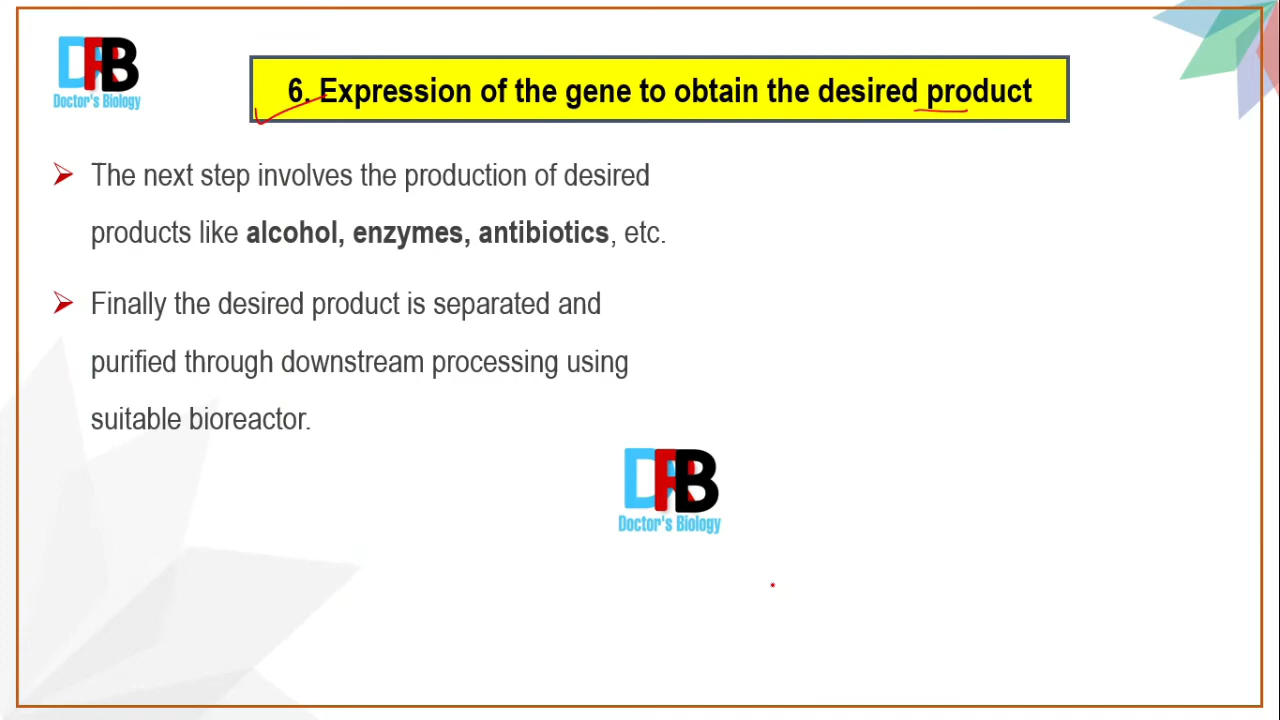 DRB
Doctor's Biology
6. Expression of the gene to obtain the desired product
The next step involves the production of desired
products like alcohol, enzymes, antibiotics, etc.
Finally the desired product is separated and
purified through downstream processing using
suitable bioreactor.
DRB
Doctor's Biology